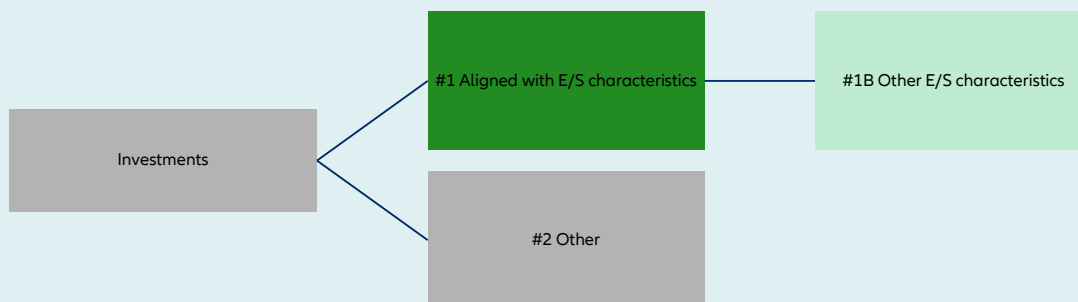 #1 Aligned with E/S characteristics
#1B Other E/S characteristics
Investments
#2 Other